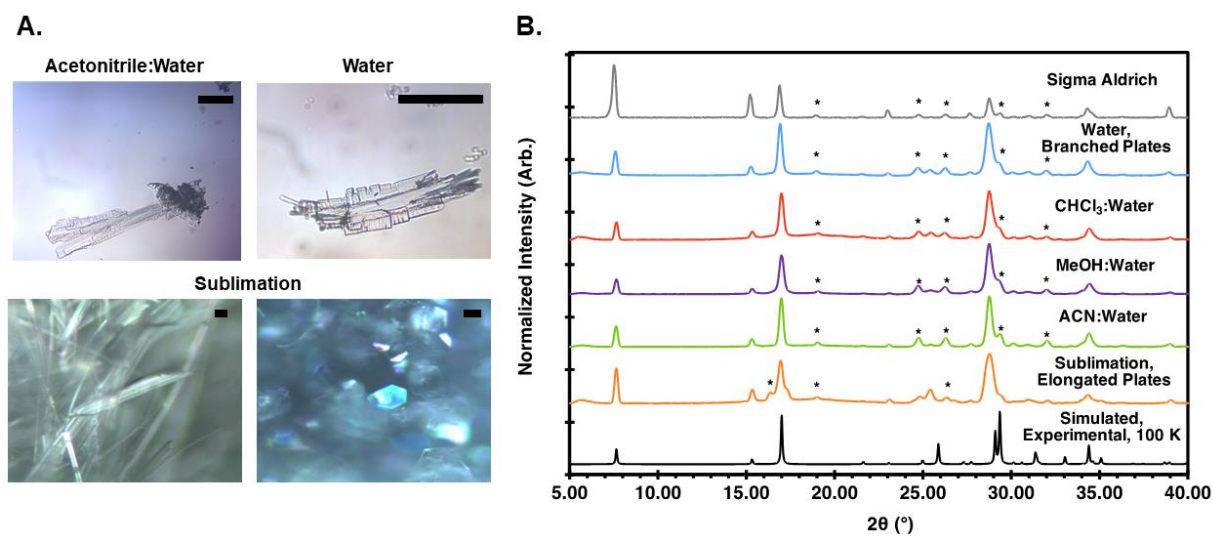 A.
Acetonitrile:Water
Water
Sublimation
B.
Normalized Intensity (Arb.)
Sigma Aldrich
* * * * *
Water,
Branched Plates
* * * * *
CHCl₃:Water
* * * * *
MeOH:Water
* * * * *
ACN:Water
* * * * *
Sublimation,
Elongated Plates
* * *
Simulated,
Experimental, 100 K
5.00 10.00 15.00 20.00 25.00 30.00 35.00 40.00
2θ (°)